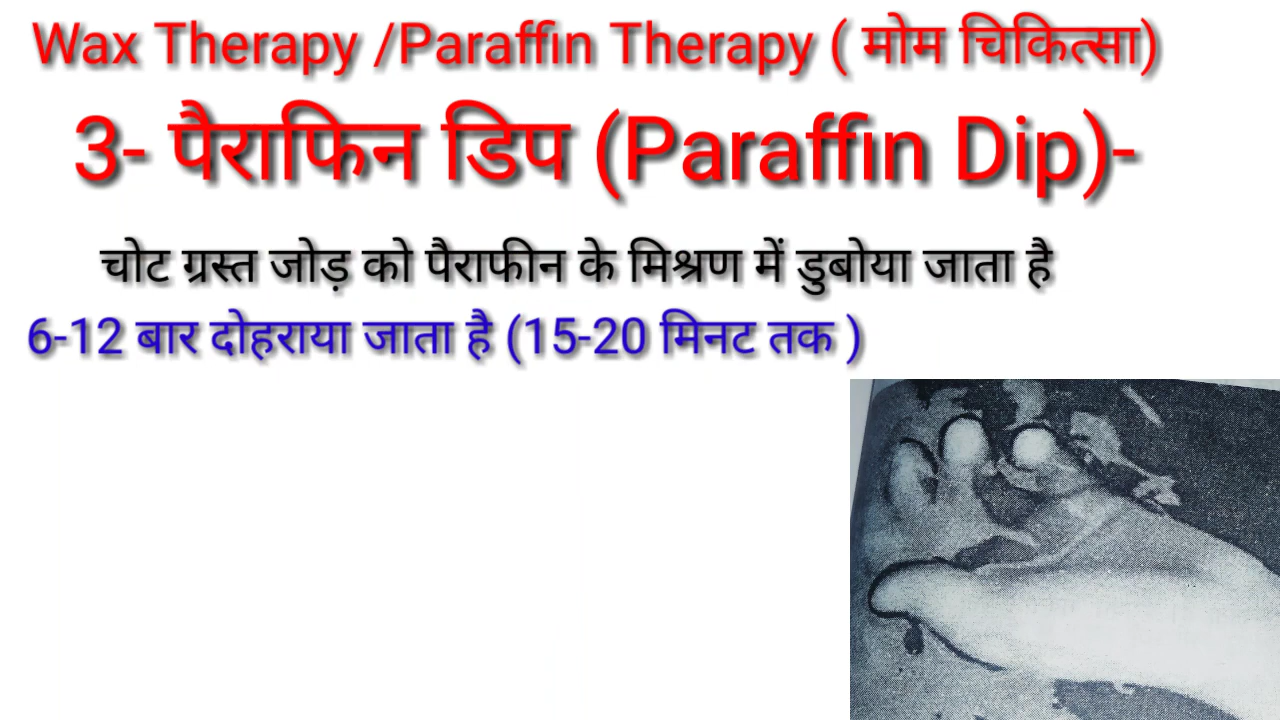 Wax Therapy /Paraffin Therapy ( मोम चिकित्सा)
3- पैराफिन डिप (Paraffin Dip)-
चोट ग्रस्त जोड़ को पैराफीन के मिश्रण में डुबोया जाता है
6-12 बार दोहराया जाता है (15-20 मिनट तक )